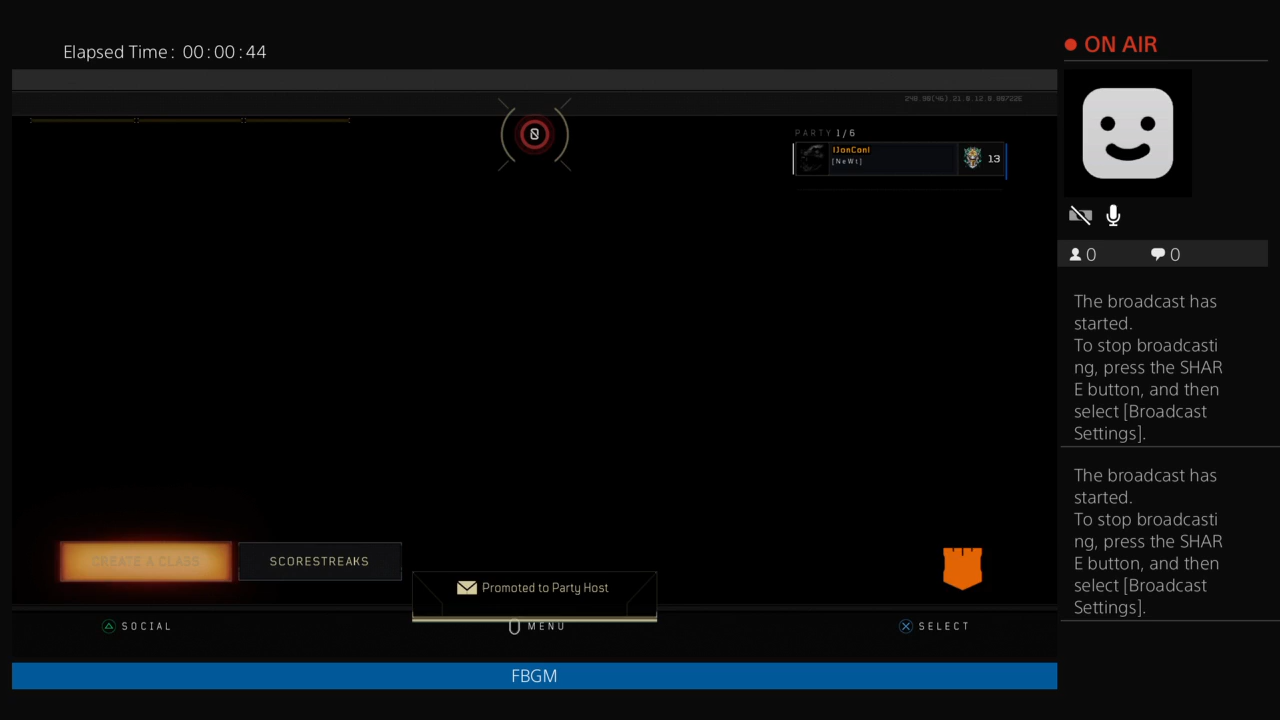 Elapsed Time: 00:00:44
ON AIR
0
PARTY 1/6
[NeWt]
13
0 0
The broadcast has
started.
To stop broadcasti
ng, press the SHAR
E button, and then
select [Broadcast
Settings].
The broadcast has
started.
To stop broadcasti
ng, press the SHAR
E button, and then
select [Broadcast
Settings].
CREATE A CLASS
SCORESTREAKS
Promoted to Party Host
SOCIAL
MENU
SELECT
FBGM